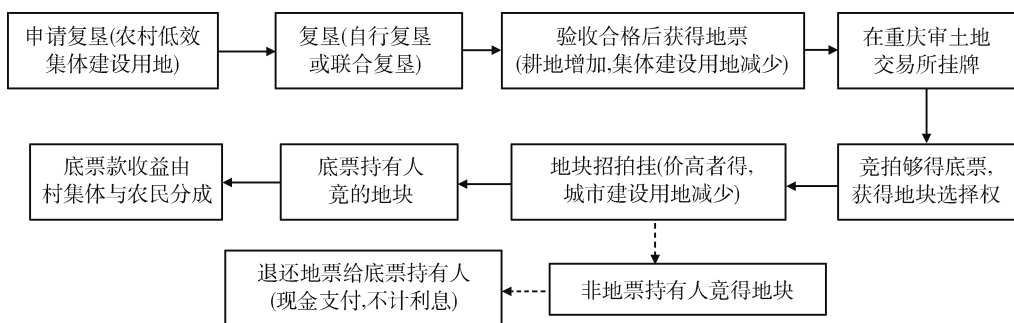 申请复垦(农村低效
集体建设用地)
复垦(自行复垦
或联合复垦)
验收合格后获得地票
(耕地增加,集体建设用地减少)
在重庆审土地
交易所挂牌
竞拍够得底票,
获得地块选择权
地块招拍挂(价高者得,
城市建设用地减少)
底票持有人
竞的地块
底票款收益由
村集体与农民分成
非地票持有人竞得地块
退还地票给底票持有人
(现金支付,不计利息)